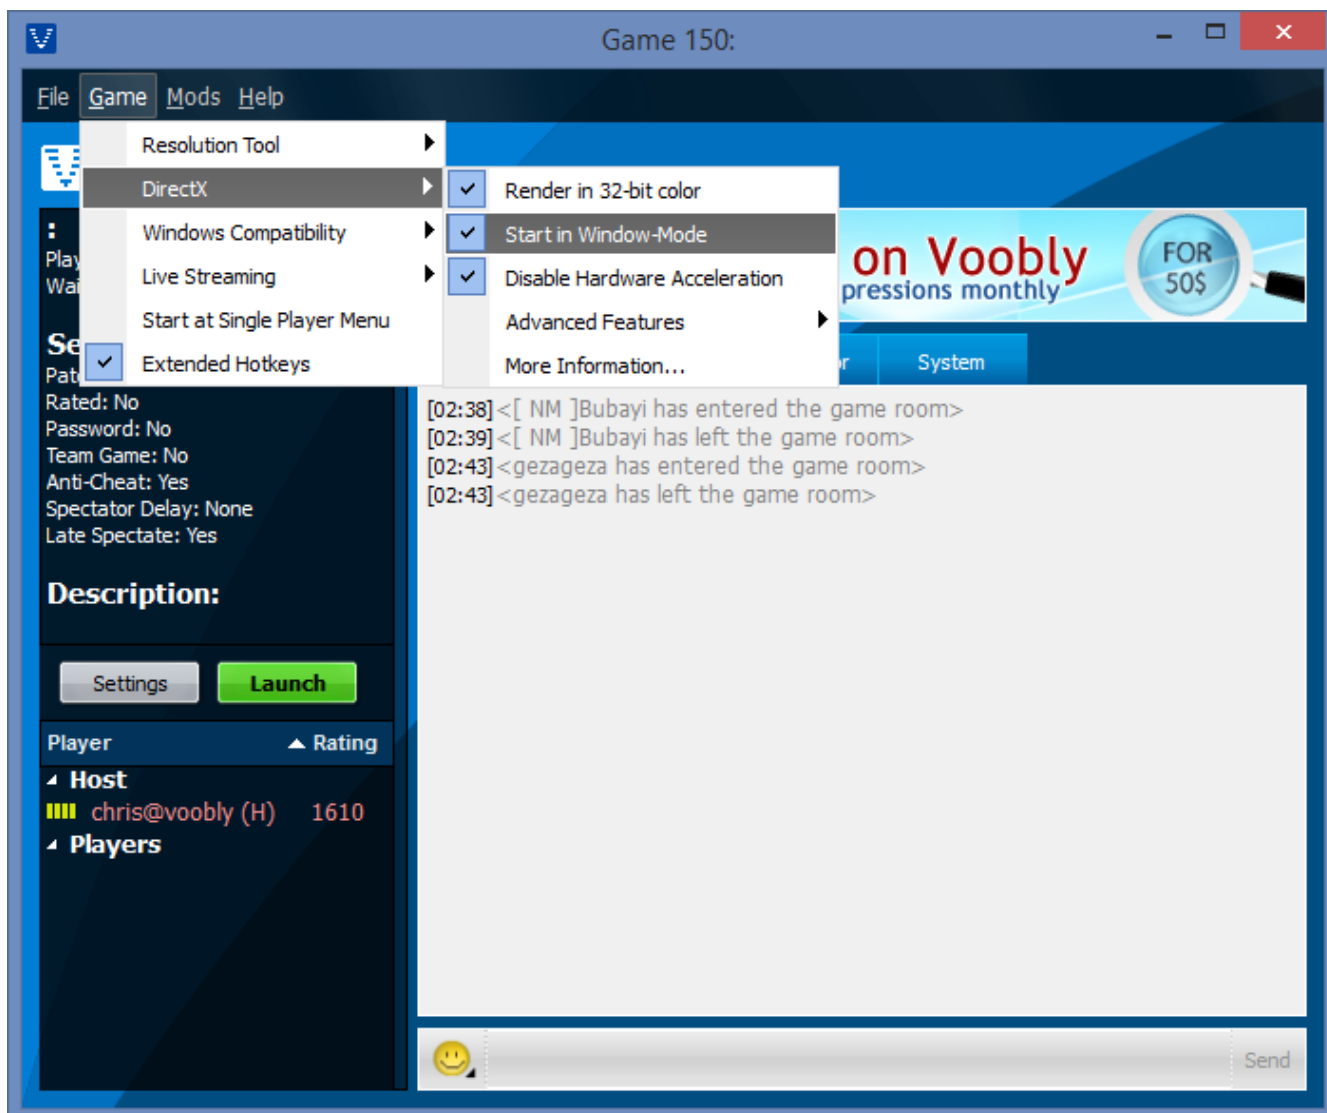 Game 150:
File Game Mods Help
Resolution Tool
DirectX
Windows Compatibility
Live Streaming
Start at Single Player Menu
Extended Hotkeys
Render in 32-bit color
Start in Window-Mode
Disable Hardware Acceleration
Advanced Features
More Information...
on Voobly
pressions monthly
FOR
50$
:
Rated: No
Password: No
Team Game: No
Anti-Cheat: Yes
Spectator Delay: None
Late Spectate: Yes
Description:
Settings Launch
Player Rating
Host
chris@voobly (H) 1610
Players
System
[02:38] <[ NM ]Bubayi has entered the game room>
[02:39] <[ NM ]Bubayi has left the game room>
[02:43] <gezageza has entered the game room>
[02:43] <gezageza has left the game room>
Send